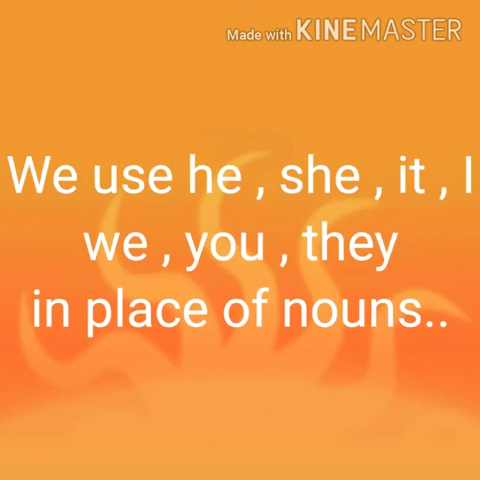 Made with KINEMASTER
We use he , she , it , I
we , you , they
in place of nouns..